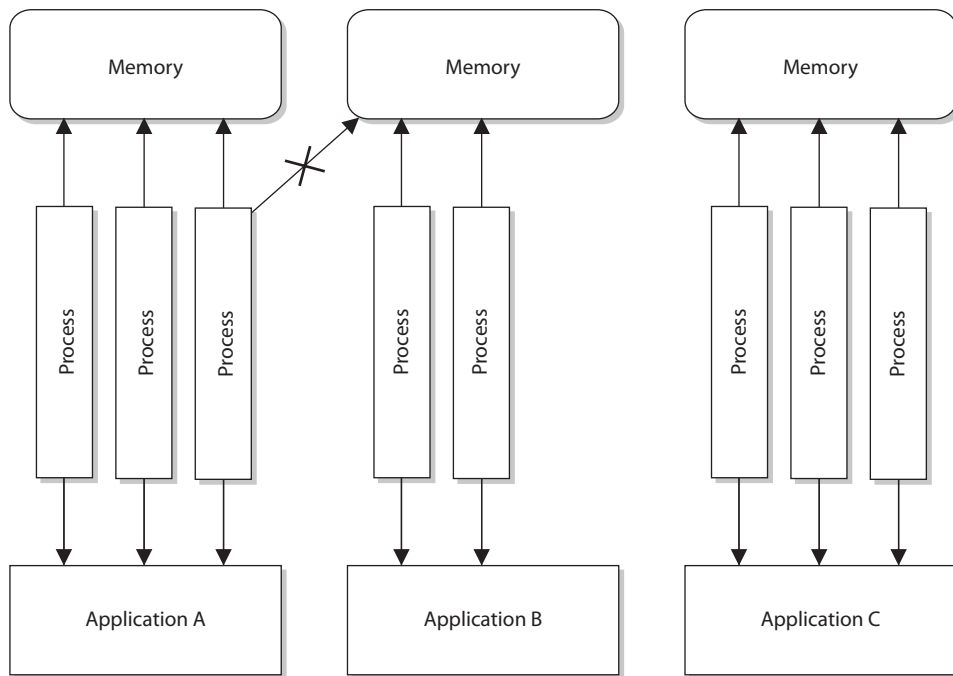 Memory
Memory
Memory
Process
Process
Process
Process
Process
Process
Process
Process
Application A
Application B
Application C